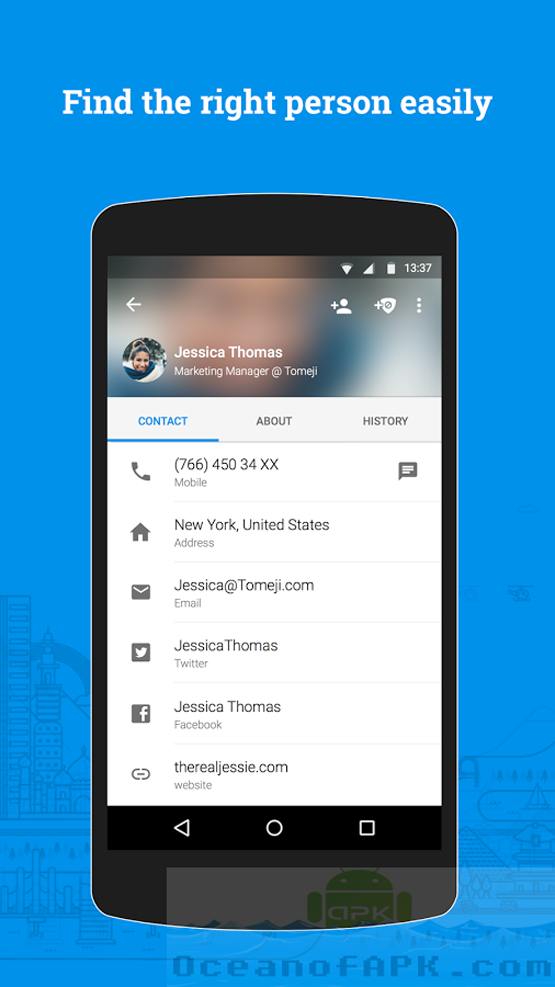 Find the right person easily
13:37
Jessica Thomas
Marketing Manager @ Tomeji
CONTACT ABOUT HISTORY
(766) 450 34 XX
Mobile
New York, United States
Address
Jessica@Tomeji.com
Email
JessicaThomas
Twitter
Jessica Thomas
Facebook
therealjessie.com
website
APK
OceanofAPK.com